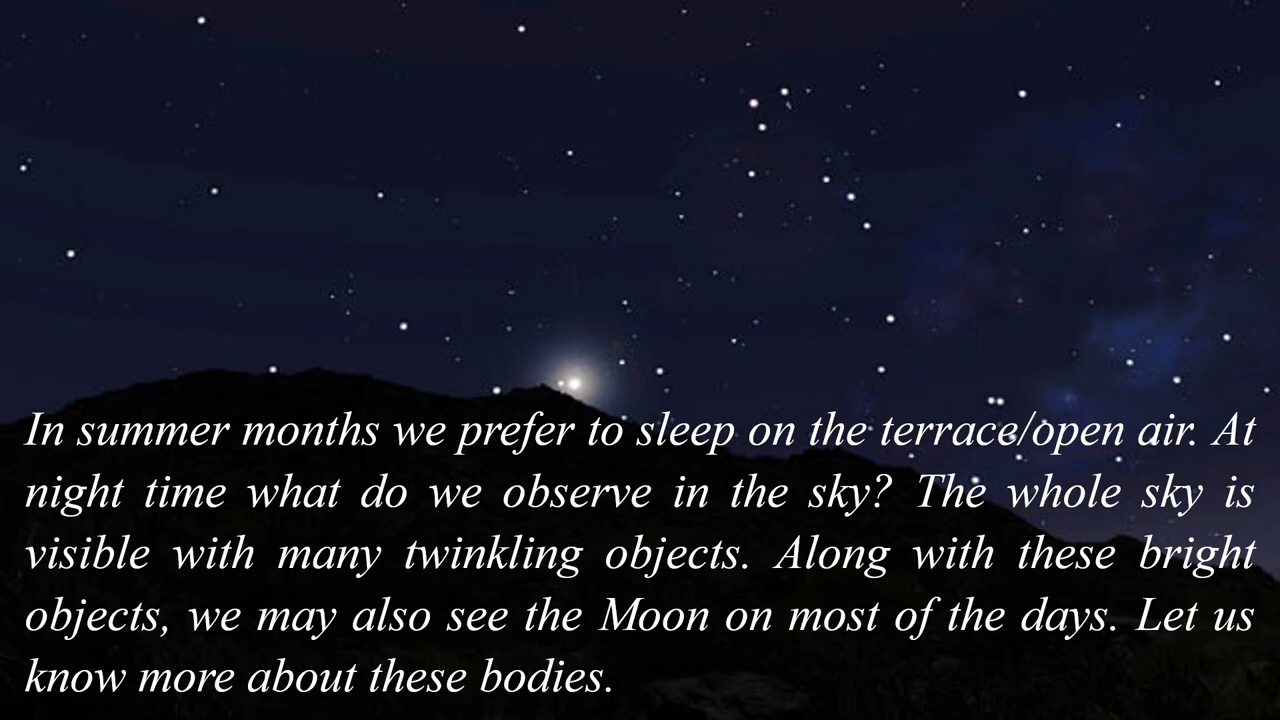 In summer months we prefer to sleep on the terrace/open air. At
night time what do we observe in the sky? The whole sky is
visible with many twinkling objects. Along with these bright
objects, we may also see the Moon on most of the days. Let us
know more about these bodies.